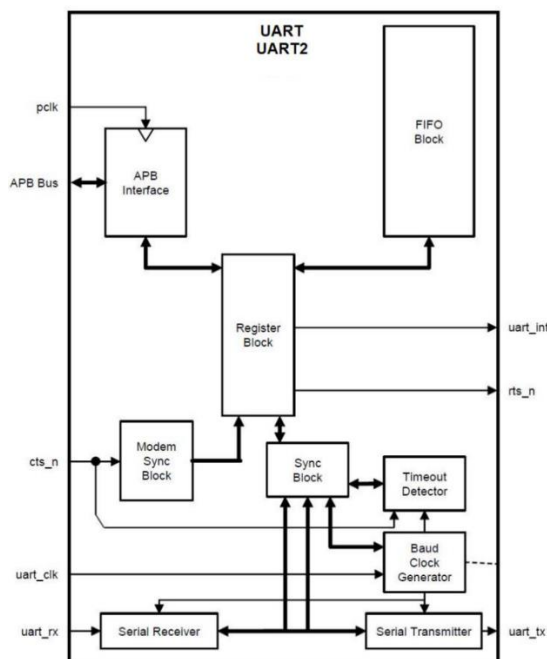 UART
UART2
pclk
FIFO
Block
APB
Interface
APB Bus
Register
Block
uart_int
rts_n
cts_n
Modem
Sync
Block
Sync
Block
Timeout
Detector
uart_clk
Baud
Clock
Generator
uart_rx
Serial Receiver
Serial Transmitter
uart_tx